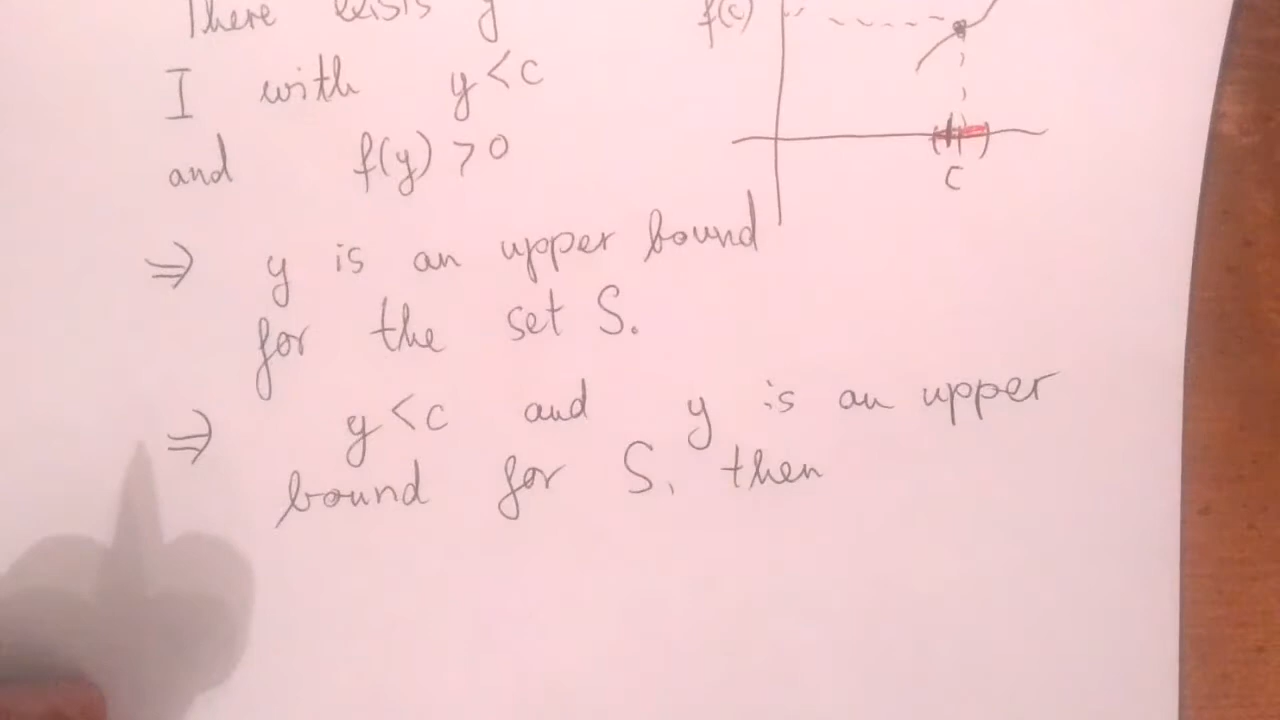 There exists y
f(c)
I with y < c
and f(y) > 0
c
⇒ y is an upper bound
for the set S.
⇒ y < c and y is an upper
bound for S, then